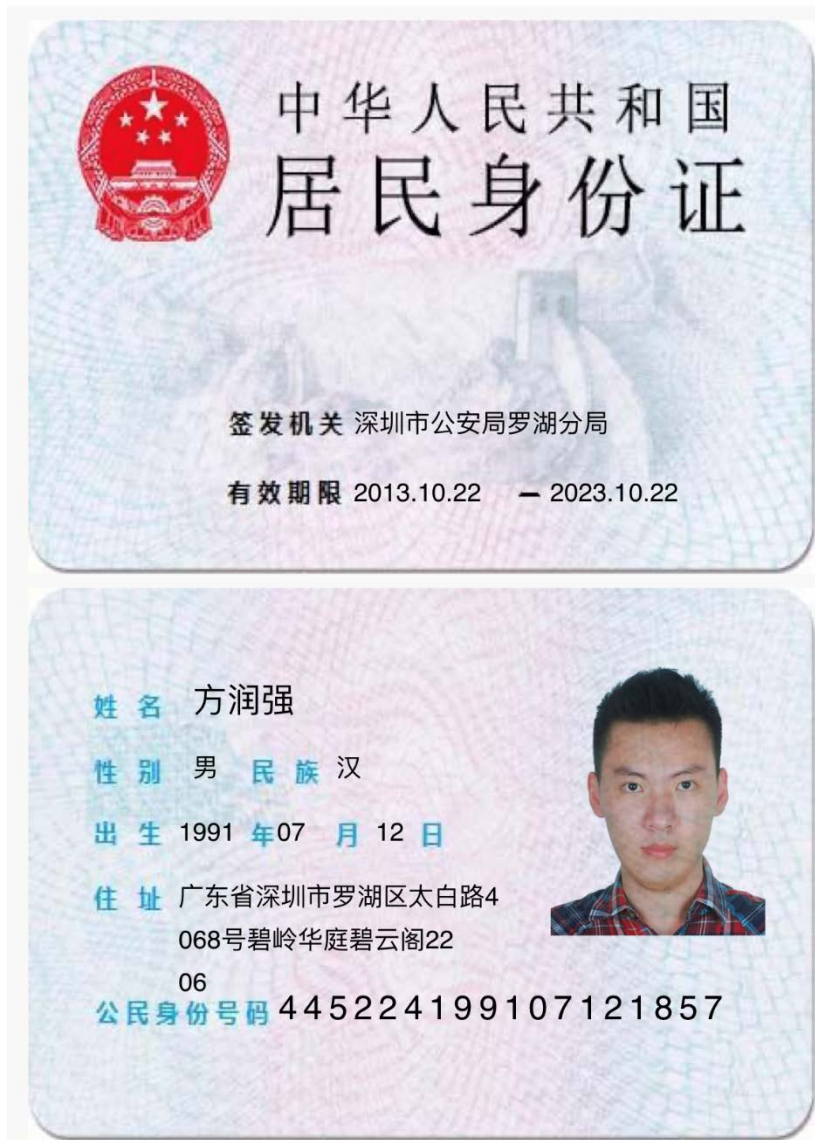 中华人民共和国
居民身份证
签发机关 深圳市公安局罗湖分局
有效期限 2013.10.22 — 2023.10.22
姓名 方润强
性别 男 民族 汉
出生 1991 年07 月 12 日
住址 广东省深圳市罗湖区太白路4
068号碧岭华庭碧云阁22
06
公民身份号码 445224199107121857